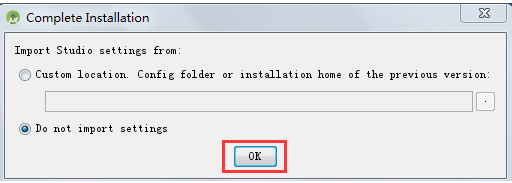 Complete Installation
Import Studio settings from:
Custom location. Config folder or installation home of the previous version:
Do not import settings
OK